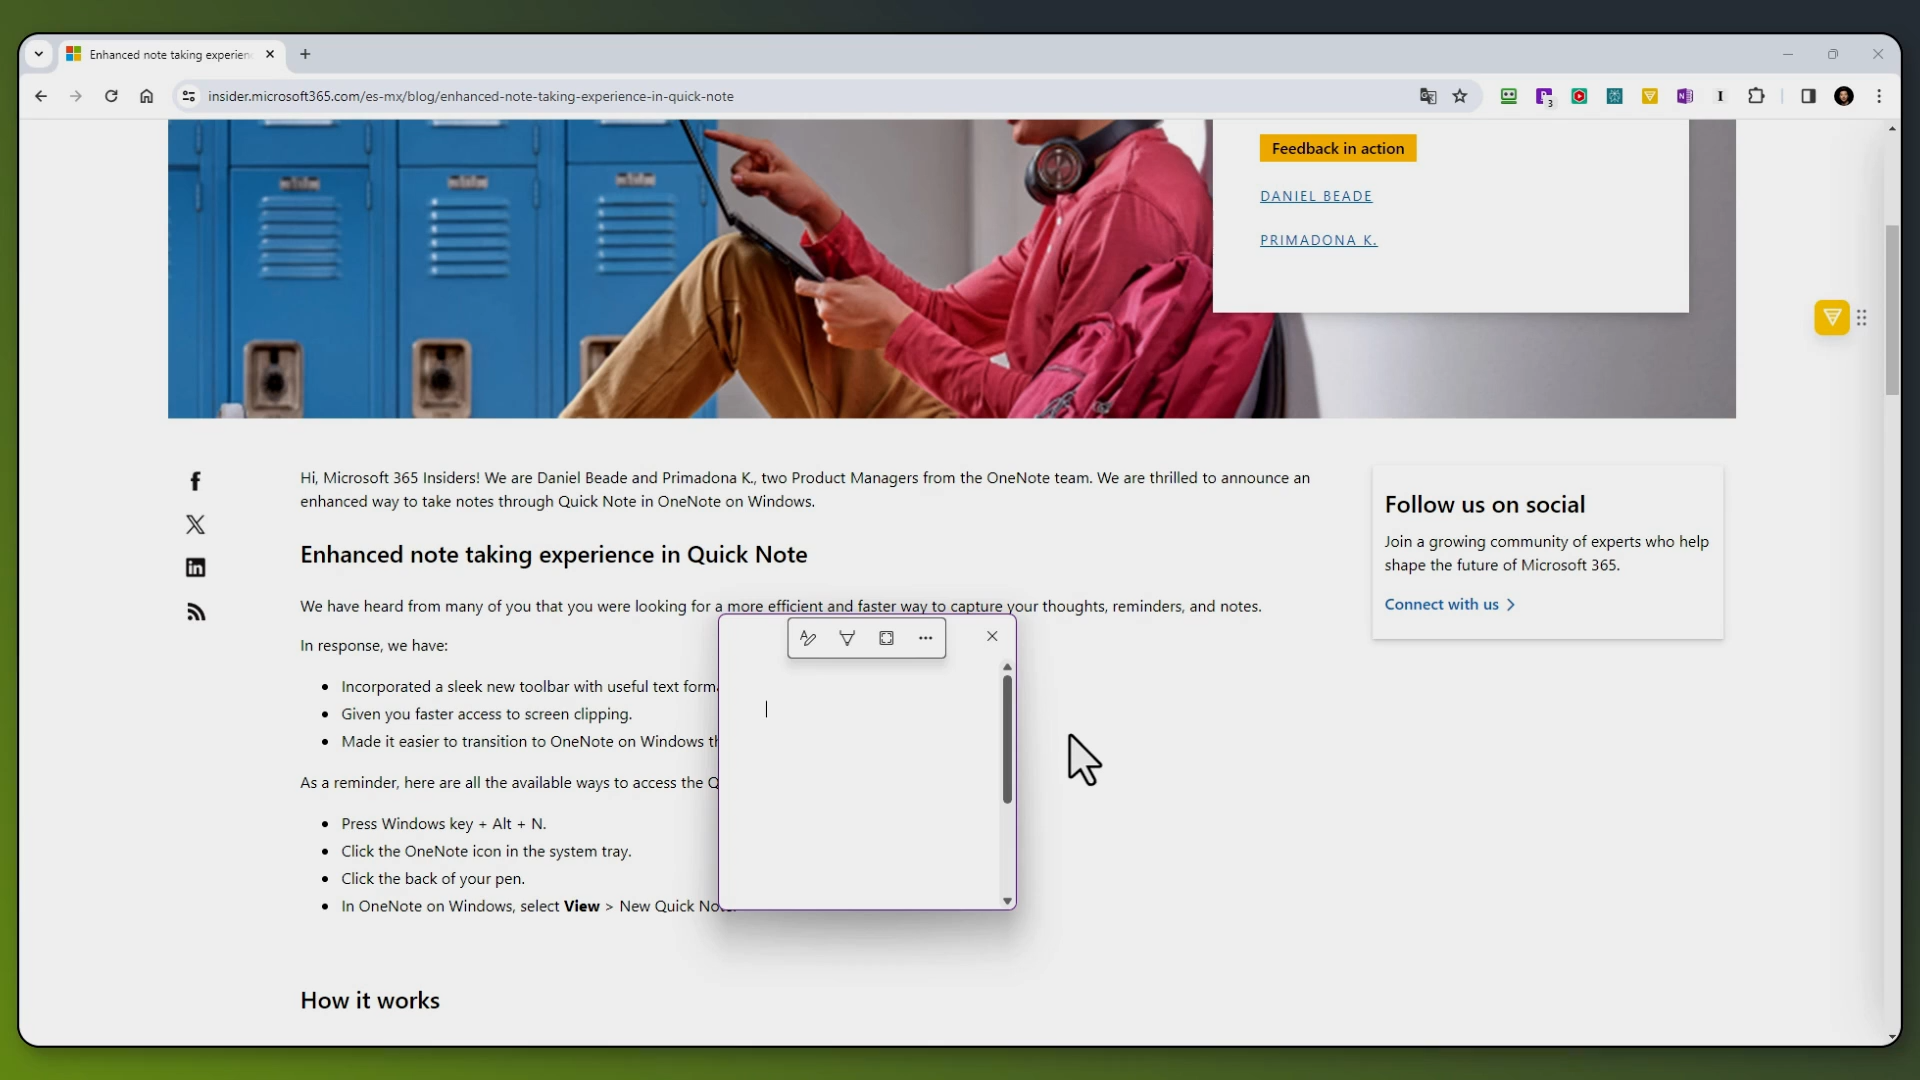 Enhanced note taking experien
insider.microsoft365.com/es-mx/blog/enhanced-note-taking-experience-in-quick-note
Feedback in action
DANIEL BEADE
PRIMADONA K.
Hi, Microsoft 365 Insiders! We are Daniel Beade and Primadona K., two Product Managers from the OneNote team. We are thrilled to announce an
enhanced way to take notes through Quick Note in OneNote on Windows.
Enhanced note taking experience in Quick Note
We have heard from many of you that you were looking for a more efficient and faster way to capture your thoughts, reminders, and notes.
In response, we have:
• Incorporated a sleek new toolbar with useful text forma
• Given you faster access to screen clipping.
• Made it easier to transition to OneNote on Windows th
As a reminder, here are all the available ways to access the Q
• Press Windows key + Alt + N.
• Click the OneNote icon in the system tray.
• Click the back of your pen.
• In OneNote on Windows, select View > New Quick Note.
How it works
Follow us on social
Join a growing community of experts who help
shape the future of Microsoft 365.
Connect with us >